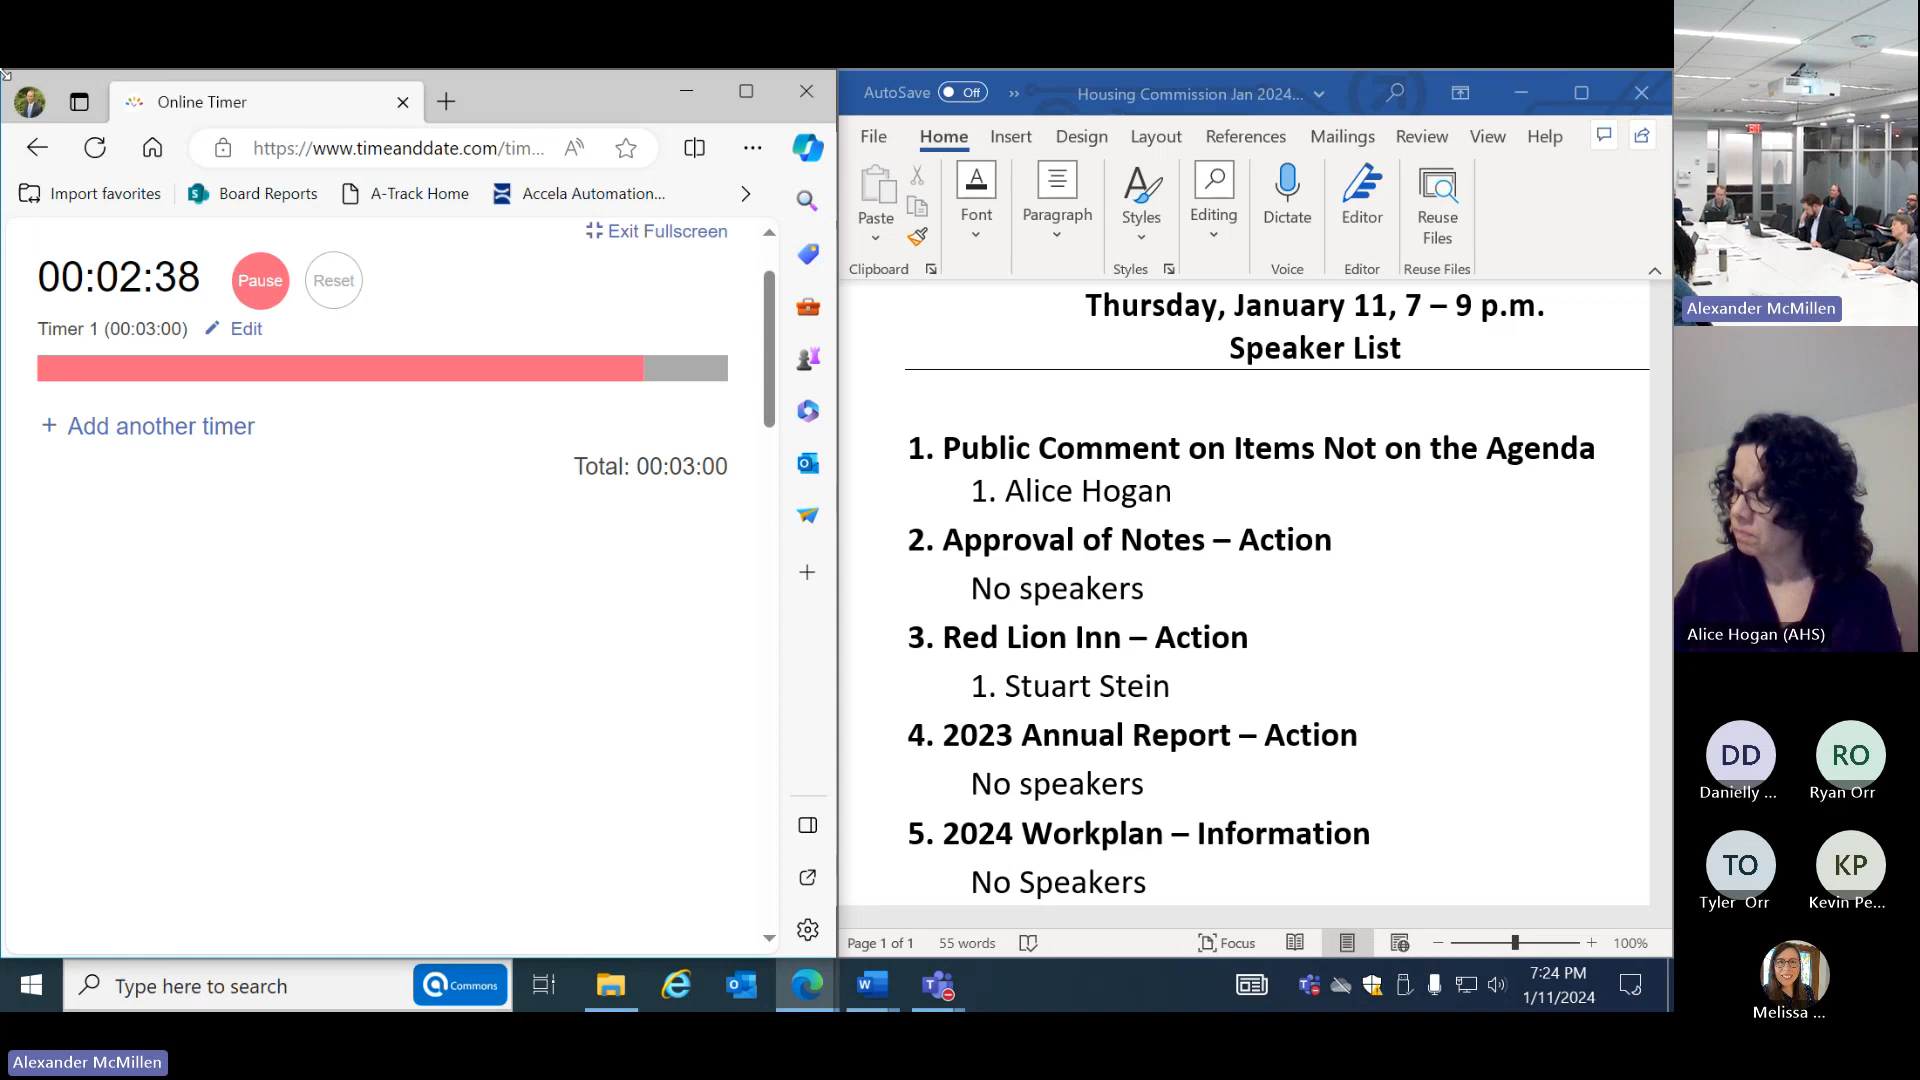 Online Timer
https://www.timeanddate.com/tim...
Import favorites
Board Reports
A-Track Home
Accela Automation...
Exit Fullscreen
00:02:38
Pause
Reset
Timer 1 (00:03:00)
Edit
+ Add another timer
Total: 00:03:00
AutoSave
Off
Housing Commission Jan 2024...
File
Home
Insert
Design
Layout
References
Mailings
Review
View
Help
Paste
Font
Paragraph
Styles
Editing
Dictate
Editor
Reuse
Files
Clipboard
Styles
Voice
Editor
Reuse Files
Thursday, January 11, 7 – 9 p.m.
Speaker List
1. Public Comment on Items Not on the Agenda
1. Alice Hogan
2. Approval of Notes – Action
No speakers
3. Red Lion Inn – Action
1. Stuart Stein
4. 2023 Annual Report – Action
No speakers
5. 2024 Workplan – Information
No Speakers
Page 1 of 1
55 words
Focus
100%
Type here to search
Commons
7:24 PM
1/11/2024
Alexander McMillen
Alice Hogan (AHS)
DD
Danielly ...
RO
Ryan Orr
TO
Tyler Orr
KP
Kevin Pe...
Melissa ...
Alexander McMillen